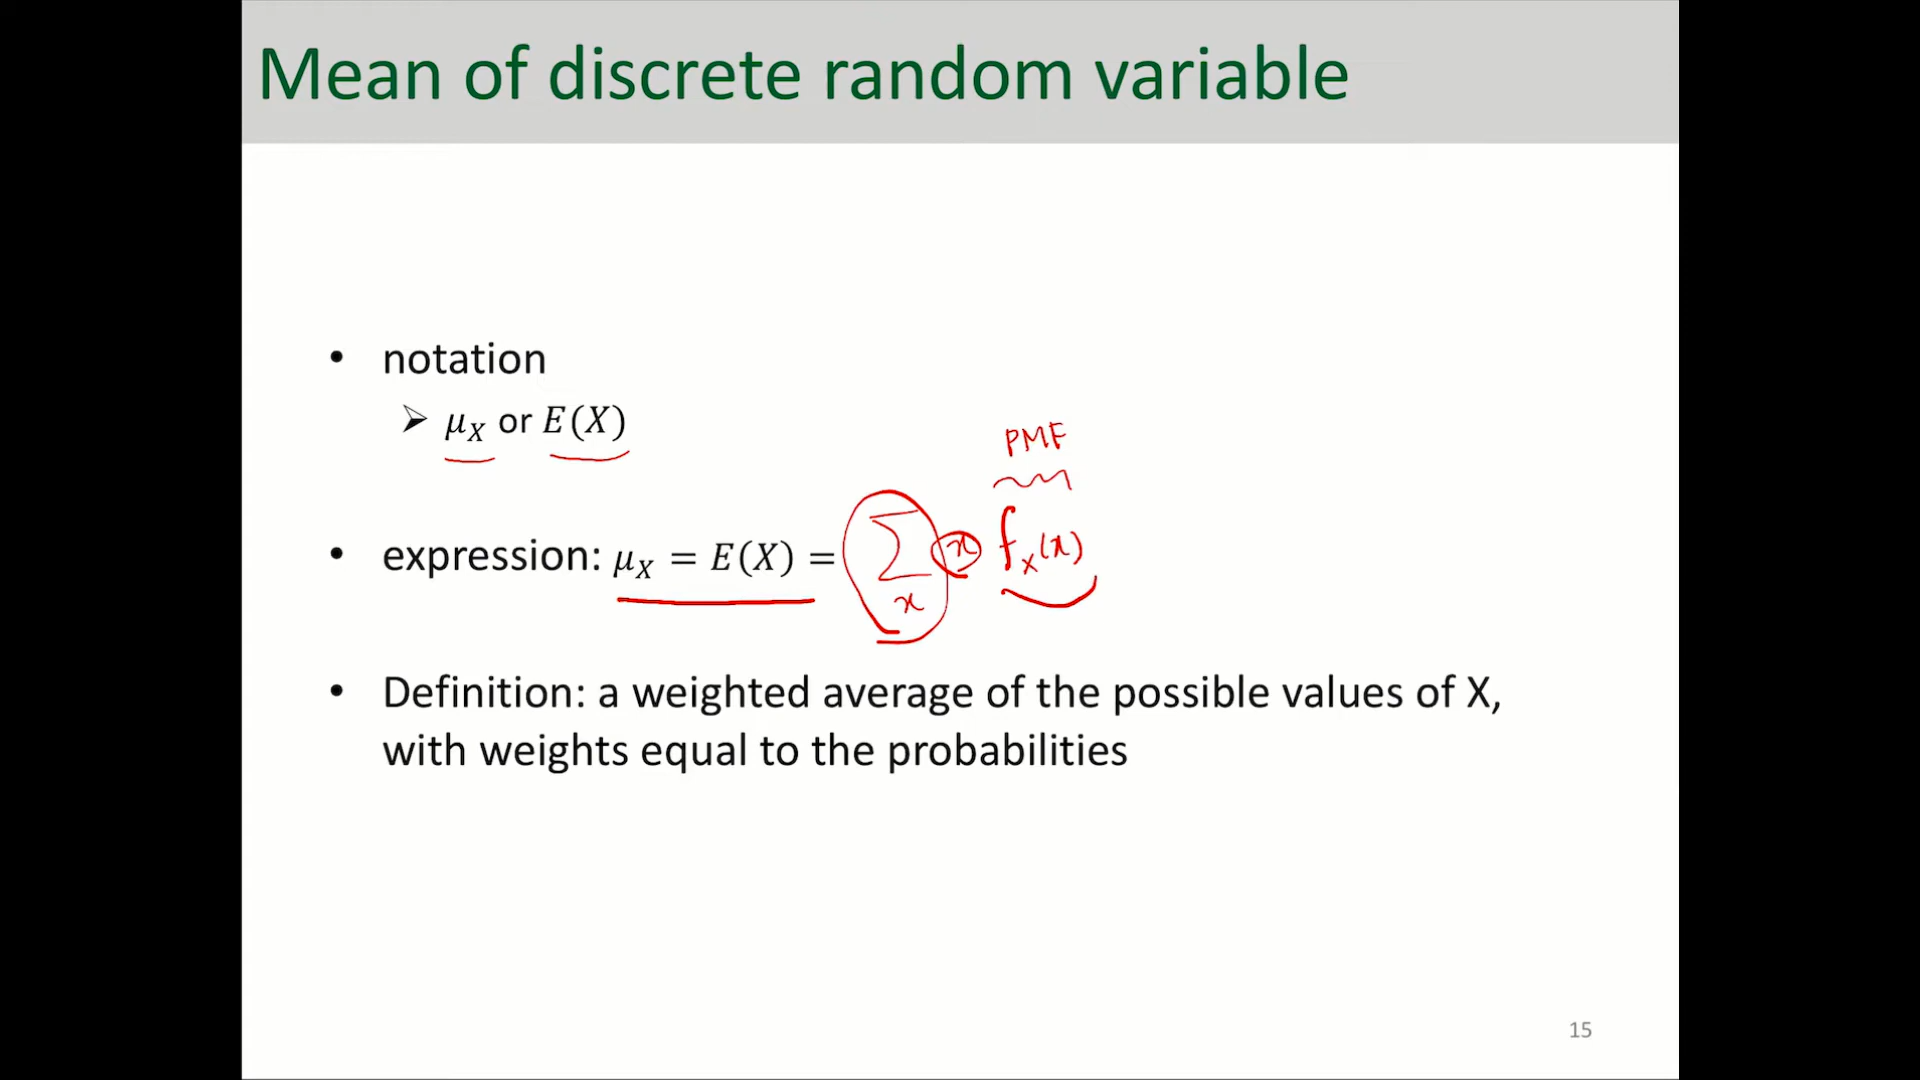 Mean of discrete random variable
• notation
➢ μ_X or E(X)
PMF
• expression: μ_X = E(X) = ∑_x x f_X(x)
• Definition: a weighted average of the possible values of X,
with weights equal to the probabilities
15